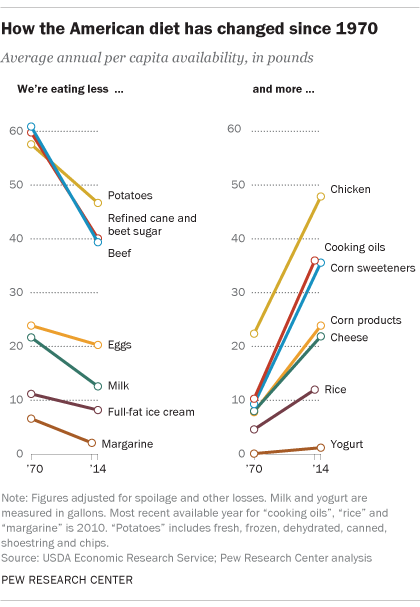 How the American diet has changed since 1970
Average annual per capita availability, in pounds
We’re eating less ...
and more ...
60
50
40
30
20
10
0
’70
’14
Potatoes
Refined cane and
beet sugar
Beef
Eggs
Milk
Full-fat ice cream
Margarine
60
50
40
30
20
10
0
’70
’14
Chicken
Cooking oils
Corn sweeteners
Corn products
Cheese
Rice
Yogurt
Note: Figures adjusted for spoilage and other losses. Milk and yogurt are
measured in gallons. Most recent available year for “cooking oils”, “rice” and
“margarine” is 2010. “Potatoes” includes fresh, frozen, dehydrated, canned,
shoestring and chips.
Source: USDA Economic Research Service; Pew Research Center analysis
PEW RESEARCH CENTER